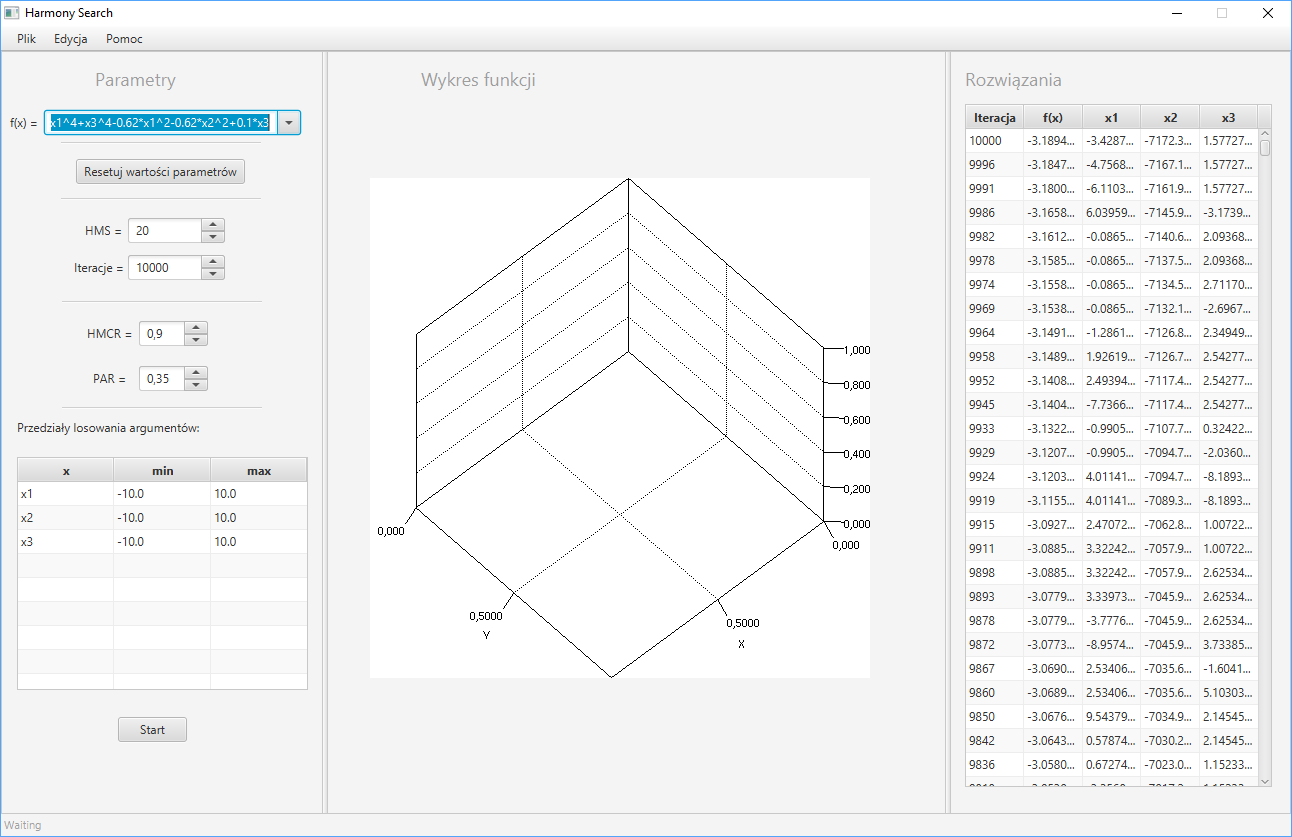 Harmony Search
Plik Edycja Pomoc
Parametry
f(x) = x1^4+x3^4-0.62*x1^2-0.62*x2^2+0.1*x3
Resetuj wartości parametrów
HMS = 20
Iteracje = 10000
HMCR = 0,9
PAR = 0,35
Przedziały losowania argumentów:
x min max
x1 -10.0 10.0
x2 -10.0 10.0
x3 -10.0 10.0
Start
Wykres funkcji
1,000
0,800
0,600
0,400
0,200
0,000
0,000
0,000
0,5000
Y
0,5000
X
Rozwiązania
Iteracja f(x) x1 x2 x3
10000 -3.1894... -3.4287... -7172.3... 1.57727...
9996 -3.1847... -4.7568... -7167.1... 1.57727...
9991 -3.1800... -6.1103... -7161.9... 1.57727...
9986 -3.1658... 6.03959... -7145.9... -3.1739...
9982 -3.1612... -0.0865... -7140.6... 2.09368...
9978 -3.1585... -0.0865... -7137.5... 2.09368...
9974 -3.1558... -0.0865... -7134.5... 2.71170...
9969 -3.1538... -0.0865... -7132.1... -2.6967...
9964 -3.1491... -1.2861... -7126.8... 2.34949...
9958 -3.1489... 1.92619... -7126.7... 2.54277...
9952 -3.1408... 2.49394... -7117.4... 2.54277...
9945 -3.1404... -7.7366... -7117.4... 2.54277...
9933 -3.1322... -0.9905... -7107.7... 0.32422...
9929 -3.1207... -0.9905... -7094.7... -2.0360...
9924 -3.1203... 4.01141... -7094.7... -8.1893...
9919 -3.1155... 4.01141... -7089.3... -8.1893...
9915 -3.0927... 2.47072... -7062.8... 1.00722...
9911 -3.0885... 3.32242... -7057.9... 1.00722...
9898 -3.0885... 3.32242... -7057.9... 2.62534...
9893 -3.0779... 3.33973... -7045.9... 2.62534...
9878 -3.0779... -3.7776... -7045.9... 2.62534...
9872 -3.0773... -8.9574... -7045.9... 3.73385...
9867 -3.0690... 2.53406... -7035.6... -1.6041...
9860 -3.0689... 2.53406... -7035.6... 5.10303...
9850 -3.0676... 9.54379... -7034.9... 2.14545...
9842 -3.0643... 0.57874... -7030.2... 2.14545...
9836 -3.0580... 0.67274... -7023.0... 1.15233...
Waiting